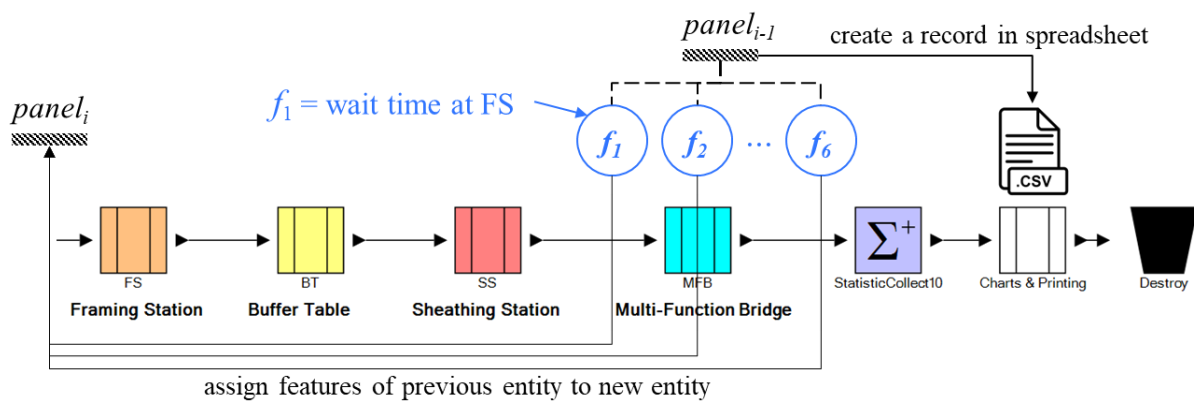 panel_{i-1}
create a record in spreadsheet
panel_i
f_1 = wait time at FS
f_1 f_2 ... f_6
.CSV
Σ+
FS BT SS MFB StatisticCollect10 Charts & Printing Destroy
Framing Station Buffer Table Sheathing Station Multi-Function Bridge
assign features of previous entity to new entity